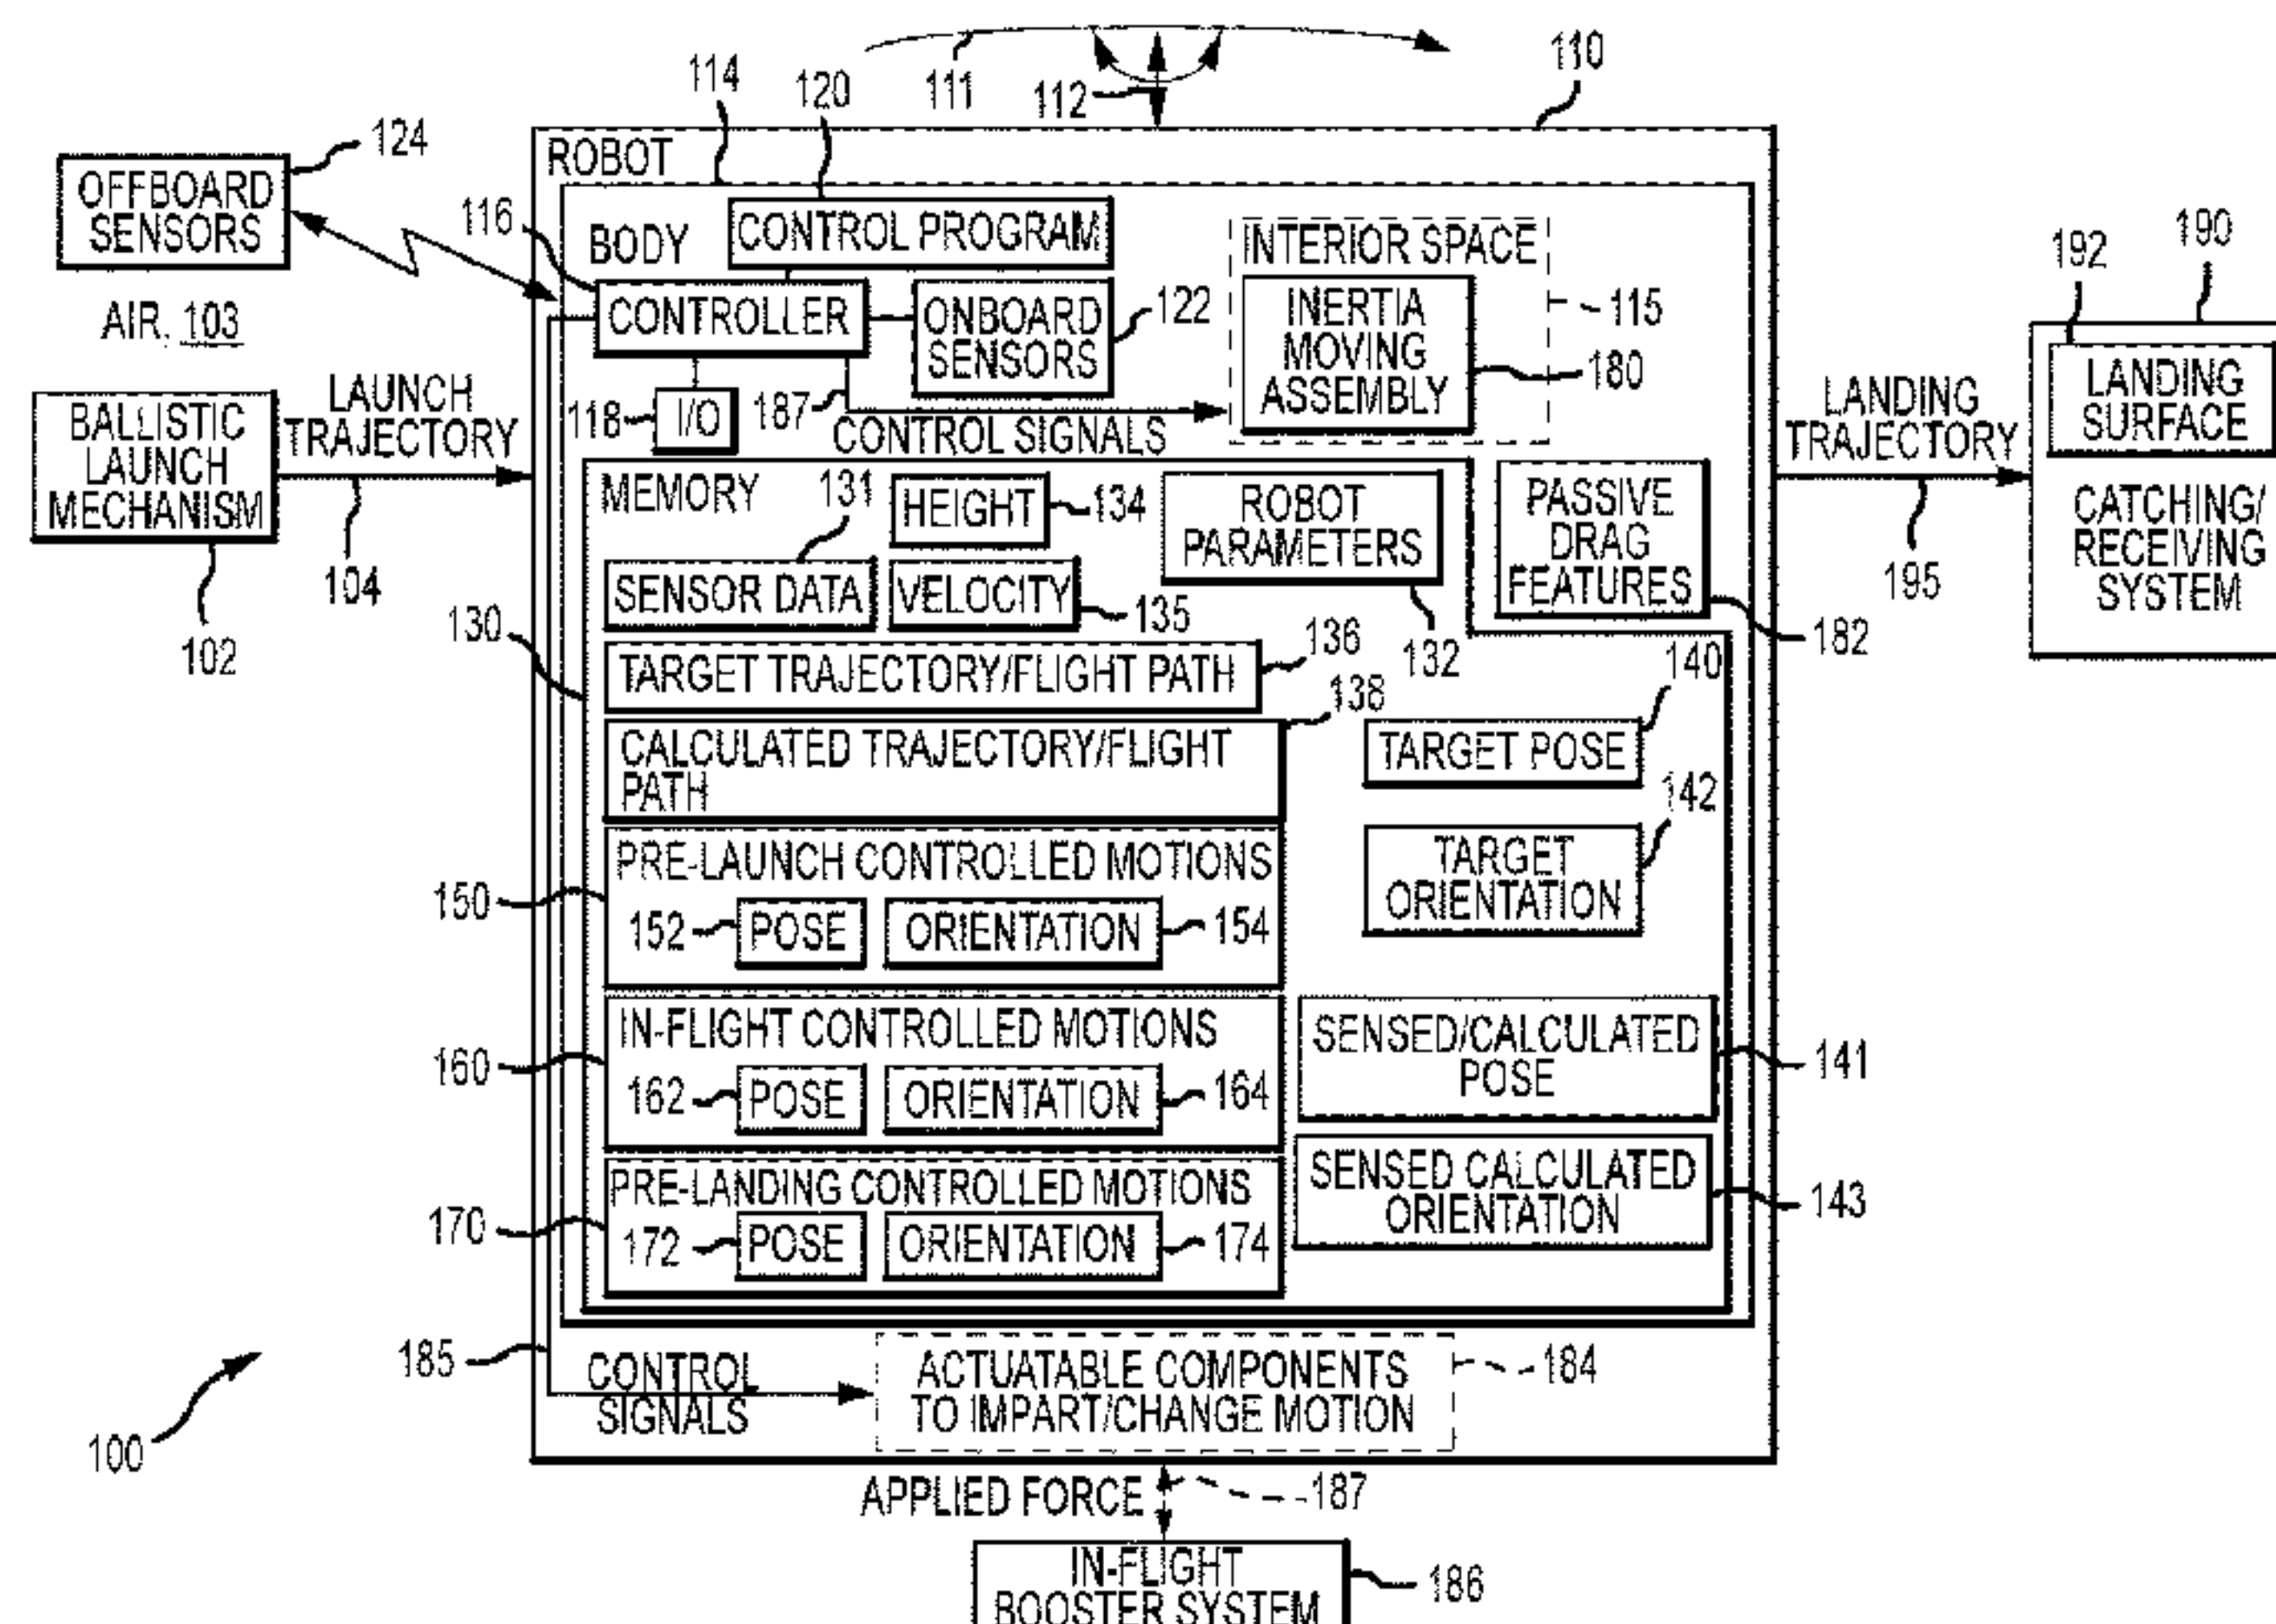 111
112
110
114
120
124
ROBOT
OFFBOARD
SENSORS
116
BODY
CONTROL PROGRAM
INTERIOR SPACE
192
190
AIR, 103
CONTROLLER
ONBOARD
SENSORS
122
INERTIA
MOVING
ASSEMBLY
115
180
LANDING
SURFACE
BALLISTIC
LAUNCH
MECHANISM
LAUNCH
TRAJECTORY
118
I/O
187
CONTROL SIGNALS
LANDING
TRAJECTORY
104
102
195
CATCHING/
RECEIVING
SYSTEM
MEMORY
131
HEIGHT
134
ROBOT
PARAMETERS
PASSIVE
DRAG
FEATURES
SENSOR DATA
VELOCITY
135
130
132
182
TARGET TRAJECTORY/FLIGHT PATH
136
138
140
CALCULATED TRAJECTORY/FLIGHT
PATH
TARGET POSE
142
PRE-LAUNCH CONTROLLED MOTIONS
TARGET
ORIENTATION
150
152
POSE
ORIENTATION
154
IN-FLIGHT CONTROLLED MOTIONS
SENSED/CALCULATED
POSE
141
160
162
POSE
ORIENTATION
164
PRE-LANDING CONTROLLED MOTIONS
SENSED CALCULATED
ORIENTATION
143
170
172
POSE
ORIENTATION
174
185
CONTROL
SIGNALS
ACTUATABLE COMPONENTS
TO IMPART/CHANGE MOTION
184
100
APPLIED FORCE
187
IN-FLIGHT
BOOSTER SYSTEM
186